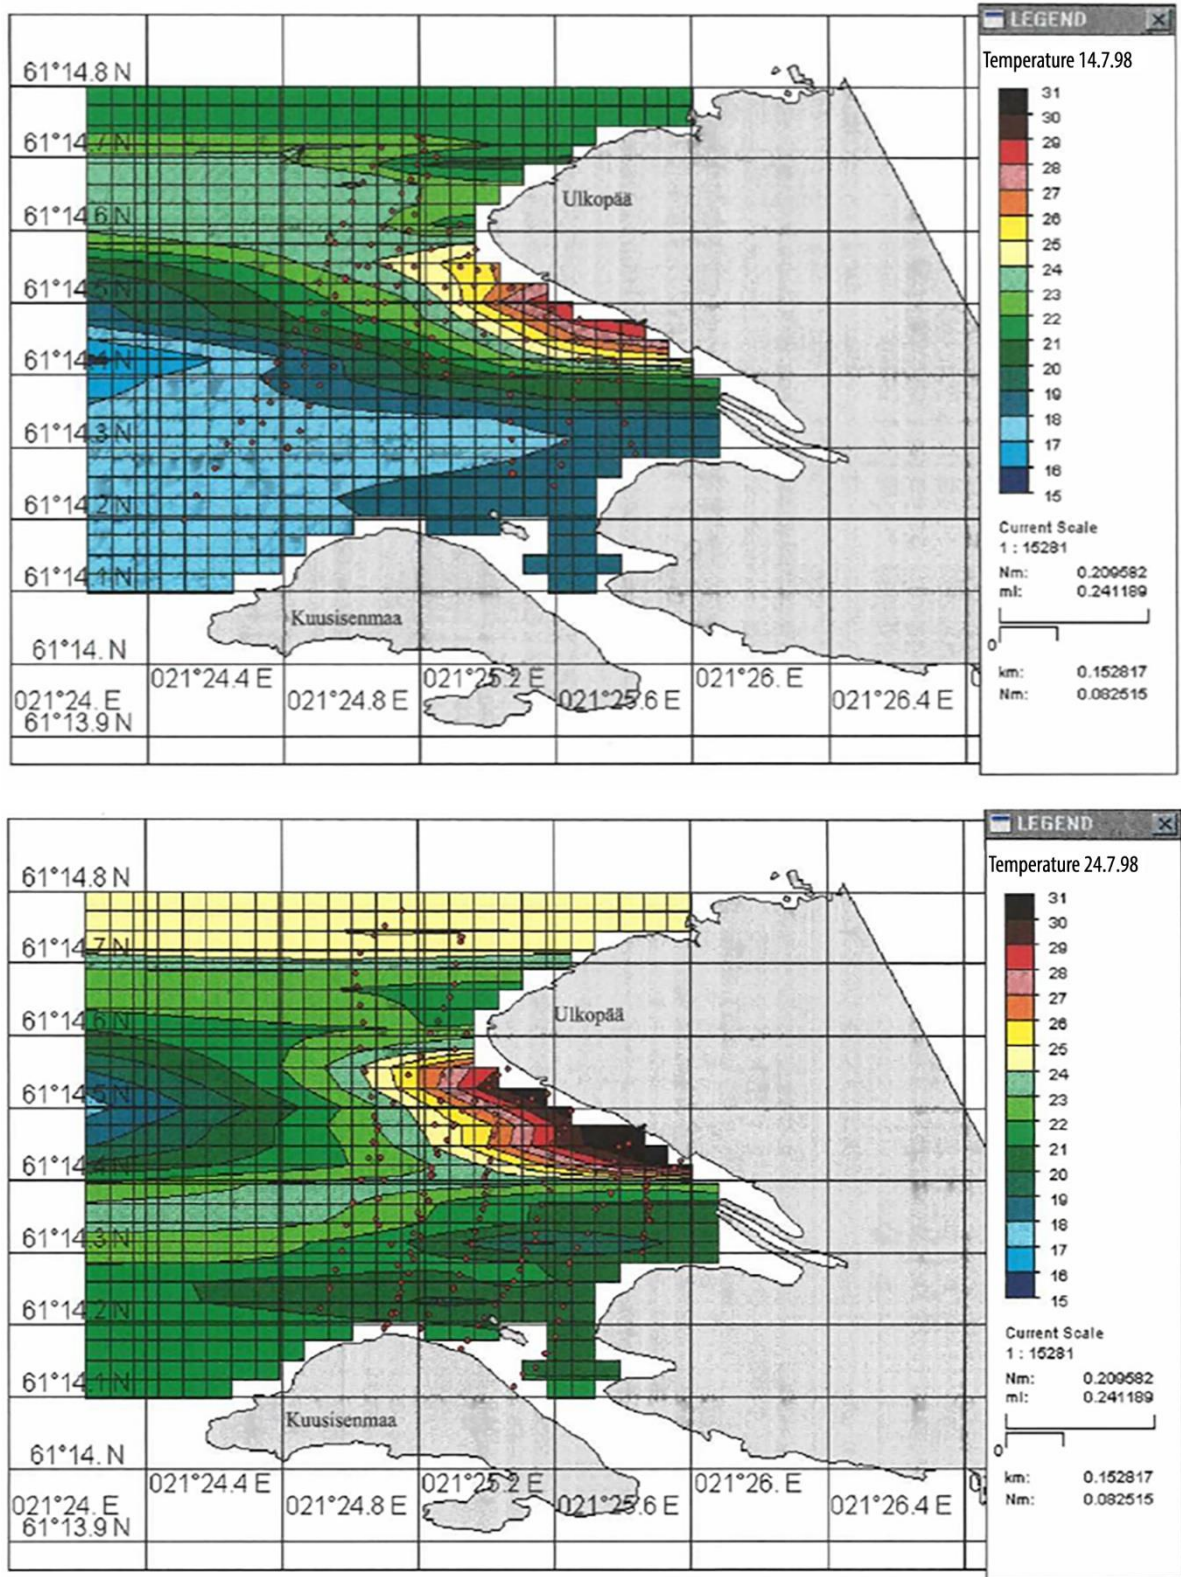 LEGEND
Temperature 14.7.98
31
30
29
28
27
26
25
24
23
22
21
20
19
18
17
16
15
Current Scale
1 : 15281
Nm: 0.209582
ml: 0.241189
0
km: 0.152817
Nm: 0.082515
61°14.8 N
61°14.7 N
61°14.6 N
61°14.5 N
61°14.4 N
61°14.3 N
61°14.2 N
61°14.1 N
61°14. N
61°13.9 N
Ulkopää
Kuusisenmaa
021°24. E
021°24.4 E
021°24.8 E
021°25.2 E
021°25.6 E
021°26. E
021°26.4 E
LEGEND
Temperature 24.7.98
31
30
29
28
27
26
25
24
23
22
21
20
19
18
17
16
15
Current Scale
1 : 15281
Nm: 0.209582
ml: 0.241189
0
km: 0.152817
Nm: 0.082515
61°14.8 N
61°14.7 N
61°14.6 N
61°14.5 N
61°14.4 N
61°14.3 N
61°14.2 N
61°14.1 N
61°14. N
61°13.9 N
Ulkopää
Kuusisenmaa
021°24. E
021°24.4 E
021°24.8 E
021°25.2 E
021°25.6 E
021°26. E
021°26.4 E